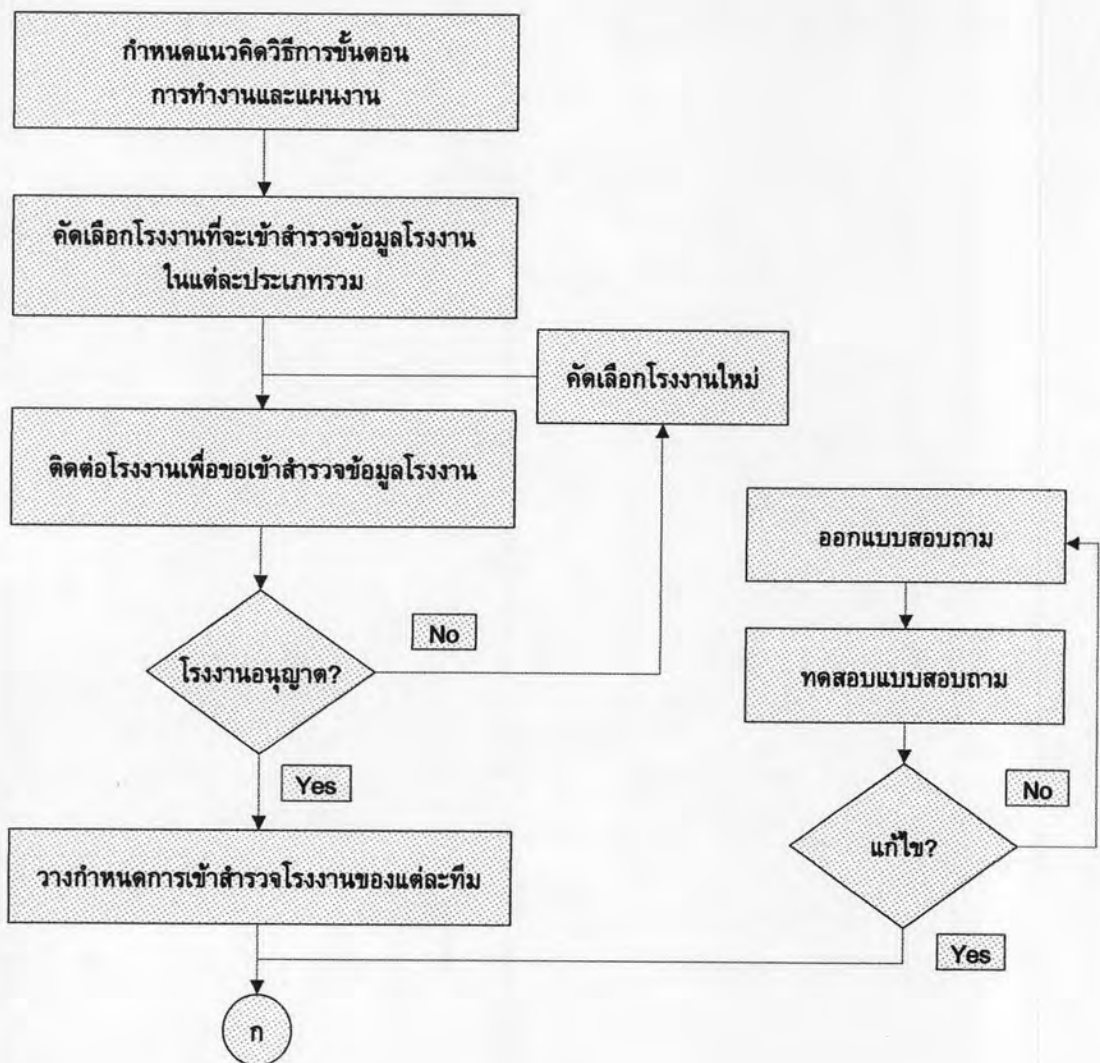 กำหนดแนวคิดวิธีการขั้นตอน
การทำงานและแผนงาน
คัดเลือกโรงงานที่จะเข้าสำรวจข้อมูลโรงงาน
ในแต่ละประเภทรวม
คัดเลือกโรงงานใหม่
ติดต่อโรงงานเพื่อขอเข้าสำรวจข้อมูลโรงงาน
No
โรงงานอนุญาต?
Yes
วางกำหนดการเข้าสำรวจโรงงานของแต่ละทีม
ออกแบบสอบถาม
ทดสอบแบบสอบถาม
No
แก้ไข?
Yes
ก